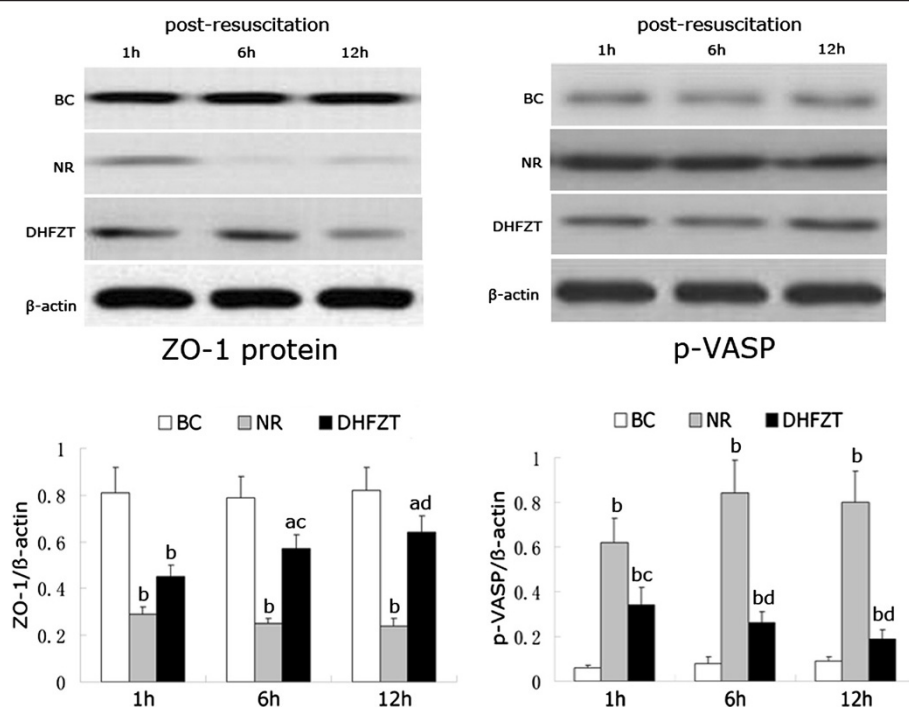 post-resuscitation
1h 6h 12h
BC
NR
DHFZT
β-actin
ZO-1 protein
post-resuscitation
1h 6h 12h
BC
NR
DHFZT
β-actin
p-VASP
BC NR DHFZT
ZO-1/ß-actin
1
0.8
0.6
0.4
0.2
0
b b
b ac
b ad
1h 6h 12h
BC NR DHFZT
p-VASP/ß-actin
1
0.8
0.6
0.4
0.2
0
b bc
b bd
b bd
1h 6h 12h